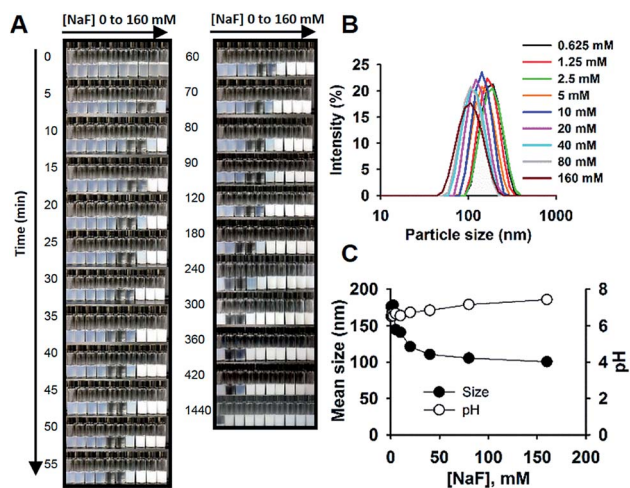 A
[NaF] 0 to 160 mM
[NaF] 0 to 160 mM
Time (min)
0
5
10
15
20
25
30
35
40
45
50
55
60
70
80
90
120
180
240
300
360
420
1440
B
Intensity (%)
25
20
15
10
5
0
10
100
1000
Particle size (nm)
0.625 mM
1.25 mM
2.5 mM
5 mM
10 mM
20 mM
40 mM
80 mM
160 mM
C
Mean size (nm)
200
150
100
50
0
pH
8
6
4
2
0
Size
pH
0
50
100
150
200
[NaF], mM